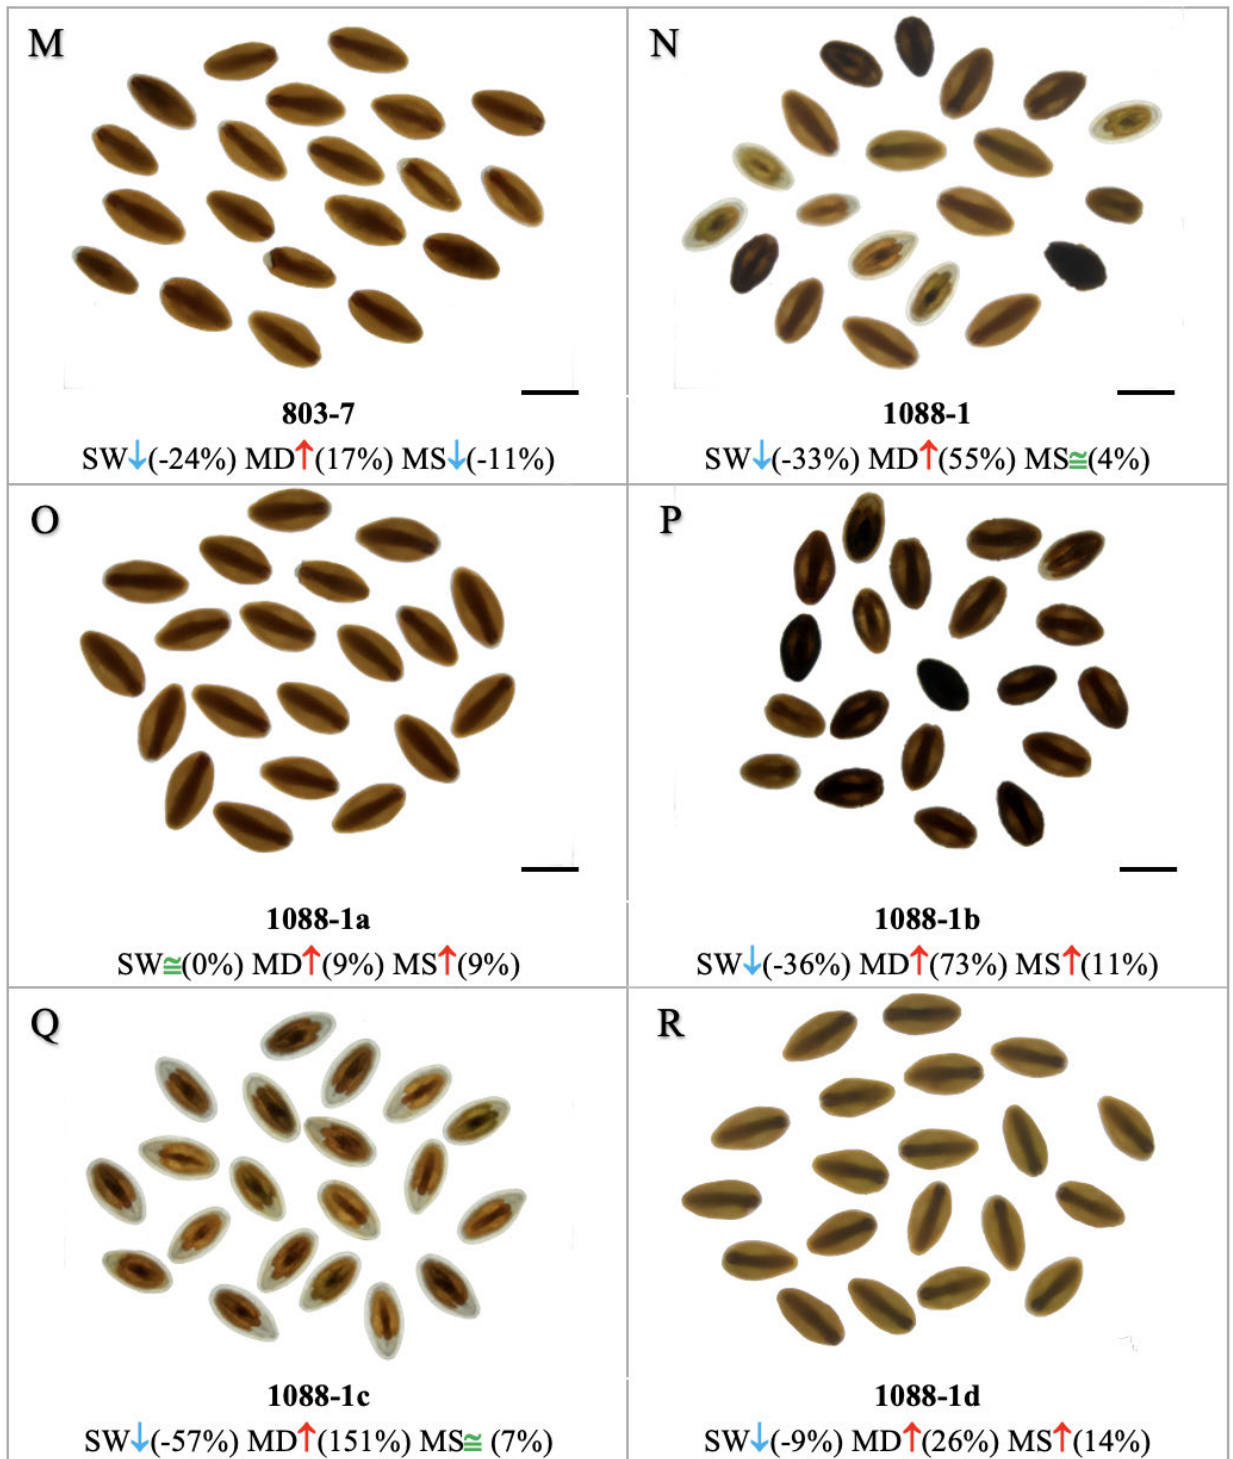 M
803-7
SW↓(-24%) MD↑(17%) MS↓(-11%)
N
1088-1
SW↓(-33%) MD↑(55%) MS≅(4%)
O
1088-1a
SW≅(0%) MD↑(9%) MS↑(9%)
P
1088-1b
SW↓(-36%) MD↑(73%) MS↑(11%)
Q
1088-1c
SW↓(-57%) MD↑(151%) MS≅ (7%)
R
1088-1d
SW↓(-9%) MD↑(26%) MS↑(14%)